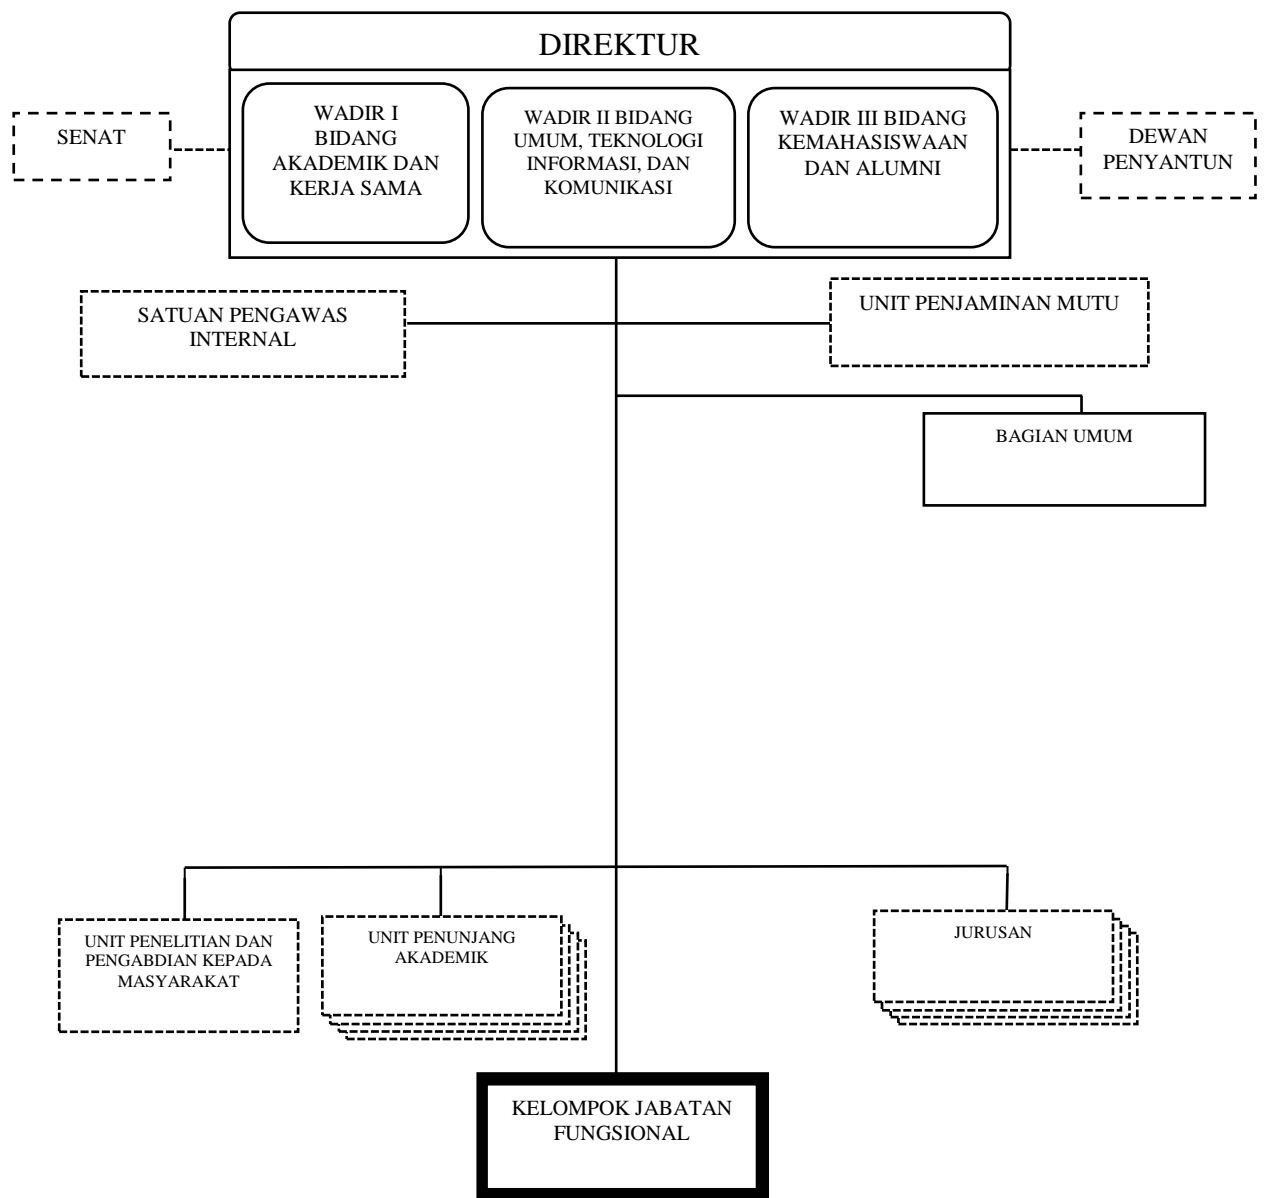 DIREKTUR
SENAT
WADIR I
BIDANG
AKADEMIK DAN
KERJA SAMA
WADIR II BIDANG
UMUM, TEKNOLOGI
INFORMASI, DAN
KOMUNIKASI
WADIR III BIDANG
KEMAHASISWAAN
DAN ALUMNI
DEWAN
PENYANTUN
SATUAN PENGAWAS
INTERNAL
UNIT PENJAMINAN MUTU
BAGIAN UMUM
UNIT PENELITIAN DAN
PENGABDIAN KEPADA
MASYARAKAT
UNIT PENUNJANG
AKADEMIK
JURUSAN
KELOMPOK JABATAN
FUNGSIONAL